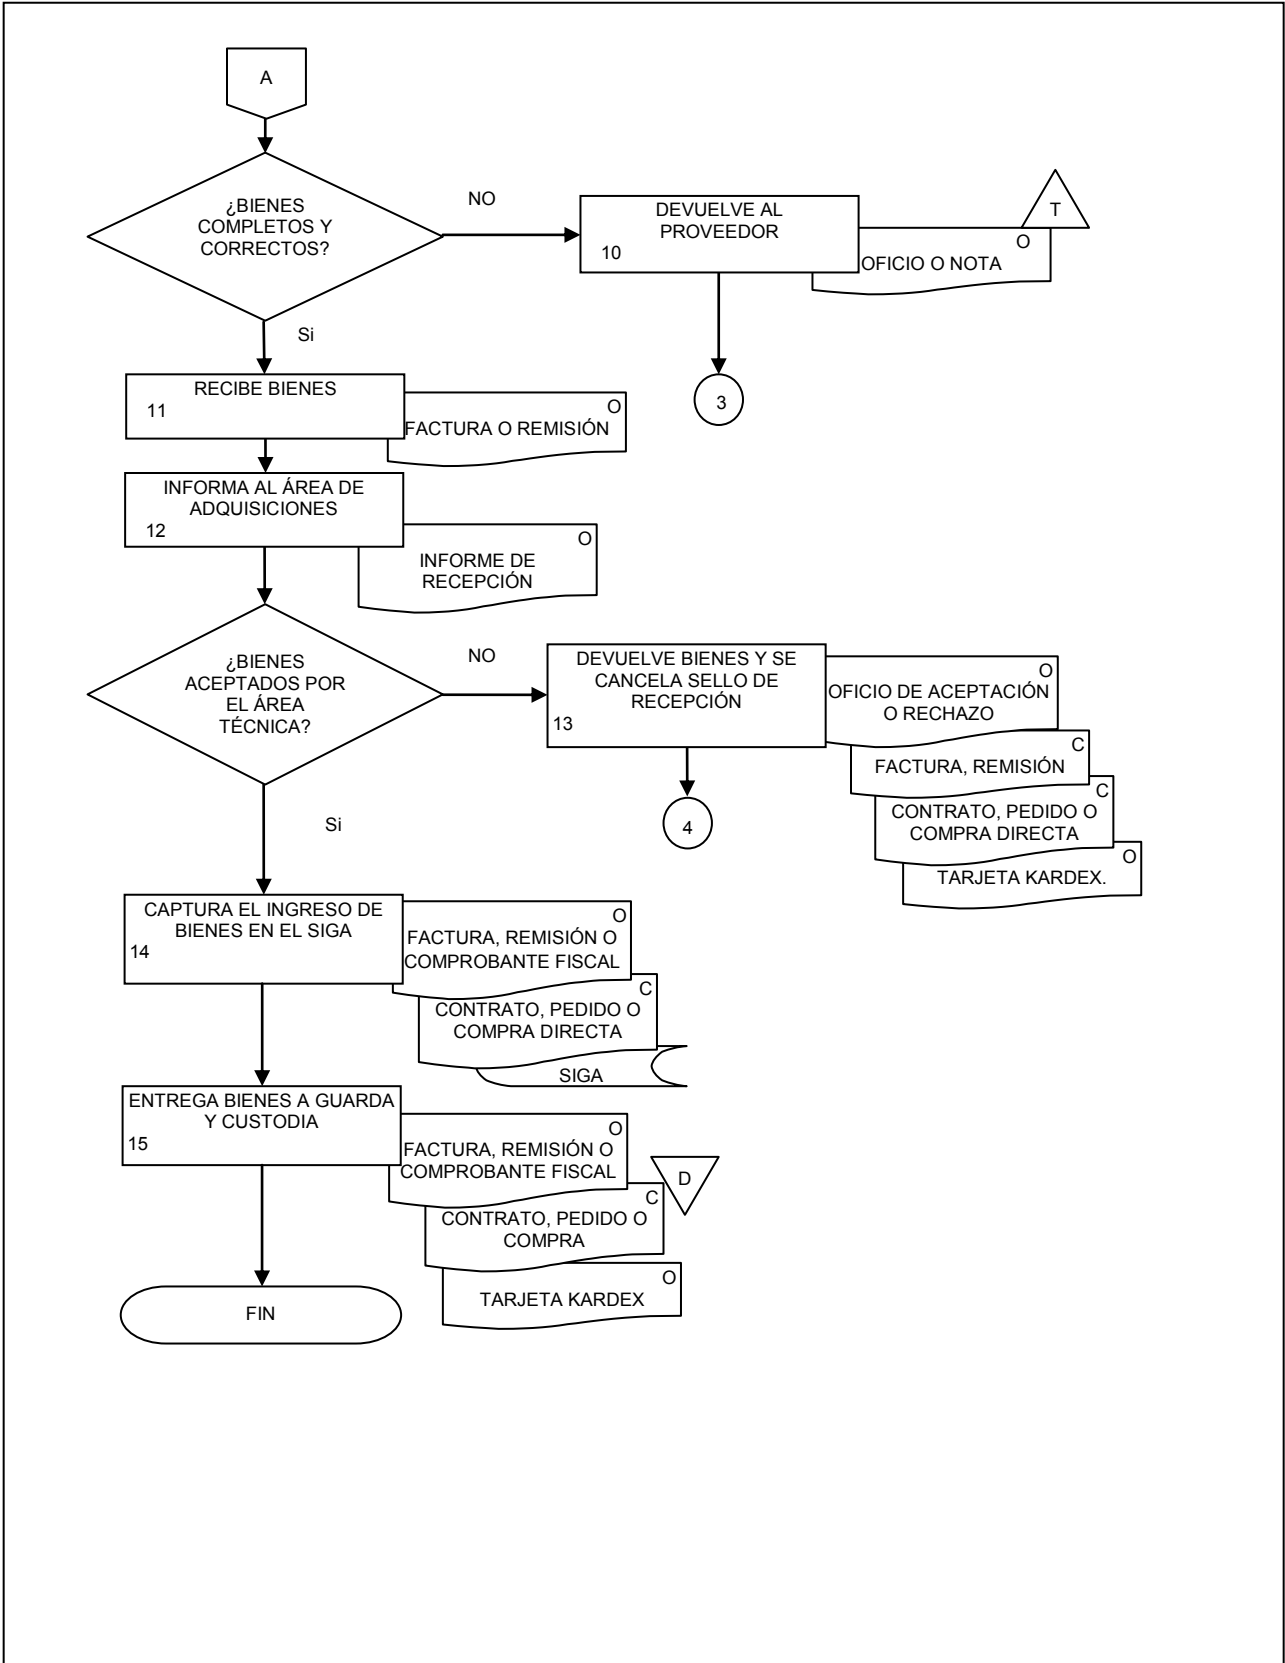 A
¿BIENES
COMPLETOS Y
CORRECTOS?
NO
DEVUELVE AL
PROVEEDOR
10
T
O
OFICIO O NOTA
Si
3
RECIBE BIENES
11
O
FACTURA O REMISIÓN
INFORMA AL ÁREA DE
ADQUISICIONES
12
O
INFORME DE
RECEPCIÓN
¿BIENES
ACEPTADOS POR
EL ÁREA
TÉCNICA?
NO
DEVUELVE BIENES Y SE
CANCELA SELLO DE
RECEPCIÓN
13
O
OFICIO DE ACEPTACIÓN
O RECHAZO
C
FACTURA, REMISIÓN
C
CONTRATO, PEDIDO O
COMPRA DIRECTA
O
TARJETA KARDEX.
4
Si
CAPTURA EL INGRESO DE
BIENES EN EL SIGA
14
O
FACTURA, REMISIÓN O
COMPROBANTE FISCAL
C
CONTRATO, PEDIDO O
COMPRA DIRECTA
SIGA
ENTREGA BIENES A GUARDA
Y CUSTODIA
15
O
FACTURA, REMISIÓN O
COMPROBANTE FISCAL
D
C
CONTRATO, PEDIDO O
COMPRA
O
TARJETA KARDEX
FIN